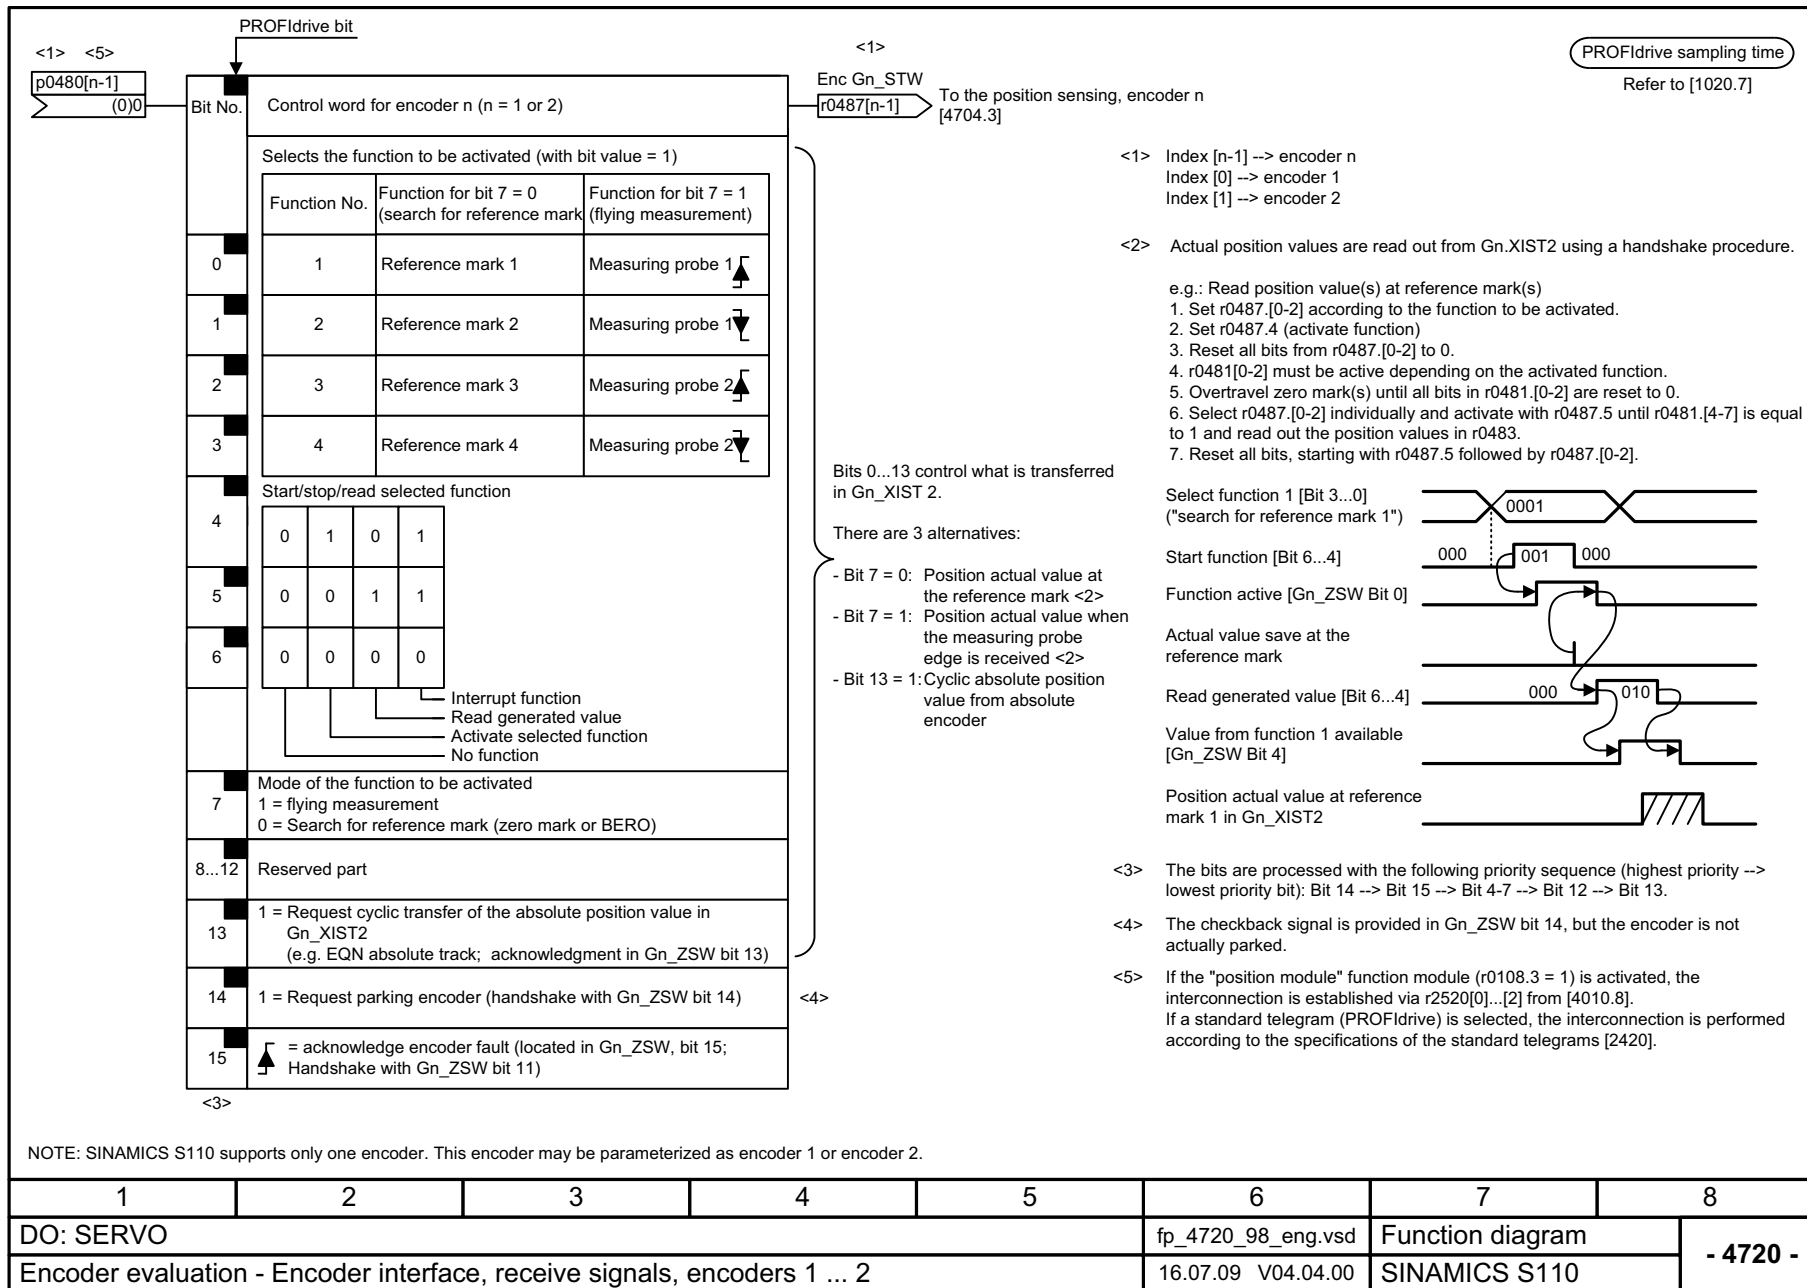 PROFIdrive bit
<1> <5>
p0480[n-1]
(0)0
Bit No.
Control word for encoder n (n = 1 or 2)
<1>
Enc Gn_STW
r0487[n-1]
To the position sensing, encoder n
[4704.3]
PROFIdrive sampling time
Refer to [1020.7]
Selects the function to be activated (with bit value = 1)
Function No.
Function for bit 7 = 0
(search for reference mark
Function for bit 7 = 1
(flying measurement)
0 1 Reference mark 1 Measuring probe 1
1 2 Reference mark 2 Measuring probe 1
2 3 Reference mark 3 Measuring probe 2
3 4 Reference mark 4 Measuring probe 2
Start/stop/read selected function
4 0 1 0 1
5 0 0 1 1
6 0 0 0 0
Interrupt function
Read generated value
Activate selected function
No function
7
Mode of the function to be activated
1 = flying measurement
0 = Search for reference mark (zero mark or BERO)
8...12 Reserved part
13
1 = Request cyclic transfer of the absolute position value in
Gn_XIST2
(e.g. EQN absolute track; acknowledgment in Gn_ZSW bit 13)
14 1 = Request parking encoder (handshake with Gn_ZSW bit 14) <4>
15
= acknowledge encoder fault (located in Gn_ZSW, bit 15;
Handshake with Gn_ZSW bit 11)
<3>
Bits 0...13 control what is transferred
in Gn_XIST 2.
There are 3 alternatives:
- Bit 7 = 0: Position actual value at
the reference mark <2>
- Bit 7 = 1: Position actual value when
the measuring probe
edge is received <2>
- Bit 13 = 1: Cyclic absolute position
value from absolute
encoder
<1> Index [n-1] --> encoder n
Index [0] --> encoder 1
Index [1] --> encoder 2
<2> Actual position values are read out from Gn.XIST2 using a handshake procedure.
e.g.: Read position value(s) at reference mark(s)
1. Set r0487.[0-2] according to the function to be activated.
2. Set r0487.4 (activate function)
3. Reset all bits from r0487.[0-2] to 0.
4. r0481[0-2] must be active depending on the activated function.
5. Overtravel zero mark(s) until all bits in r0481.[0-2] are reset to 0.
6. Select r0487.[0-2] individually and activate with r0487.5 until r0481.[4-7] is equal
to 1 and read out the position values in r0483.
7. Reset all bits, starting with r0487.5 followed by r0487.[0-2].
Select function 1 [Bit 3...0]
("search for reference mark 1")
0001
Start function [Bit 6...4]
000 001 000
Function active [Gn_ZSW Bit 0]
Actual value save at the
reference mark
Read generated value [Bit 6...4]
000 010
Value from function 1 available
[Gn_ZSW Bit 4]
Position actual value at reference
mark 1 in Gn_XIST2
<3> The bits are processed with the following priority sequence (highest priority -->
lowest priority bit): Bit 14 --> Bit 15 --> Bit 4-7 --> Bit 12 --> Bit 13.
<4> The checkback signal is provided in Gn_ZSW bit 14, but the encoder is not
actually parked.
<5> If the "position module" function module (r0108.3 = 1) is activated, the
interconnection is established via r2520[0]...[2] from [4010.8].
If a standard telegram (PROFIdrive) is selected, the interconnection is performed
according to the specifications of the standard telegrams [2420].
NOTE: SINAMICS S110 supports only one encoder. This encoder may be parameterized as encoder 1 or encoder 2.
1 2 3 4 5 6 7 8
DO: SERVO
fp_4720_98_eng.vsd
Function diagram
- 4720 -
Encoder evaluation - Encoder interface, receive signals, encoders 1 ... 2
16.07.09 V04.04.00
SINAMICS S110